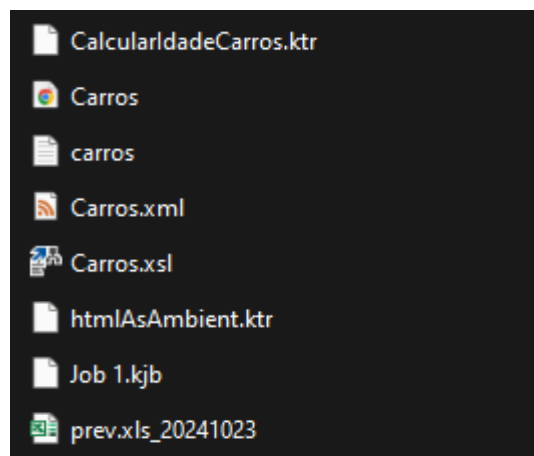 CalcularIdadeCarros.ktr
Carros
carros
Carros.xml
Carros.xsl
htmlAsAmbient.ktr
Job 1.kjb
prev.xls_20241023